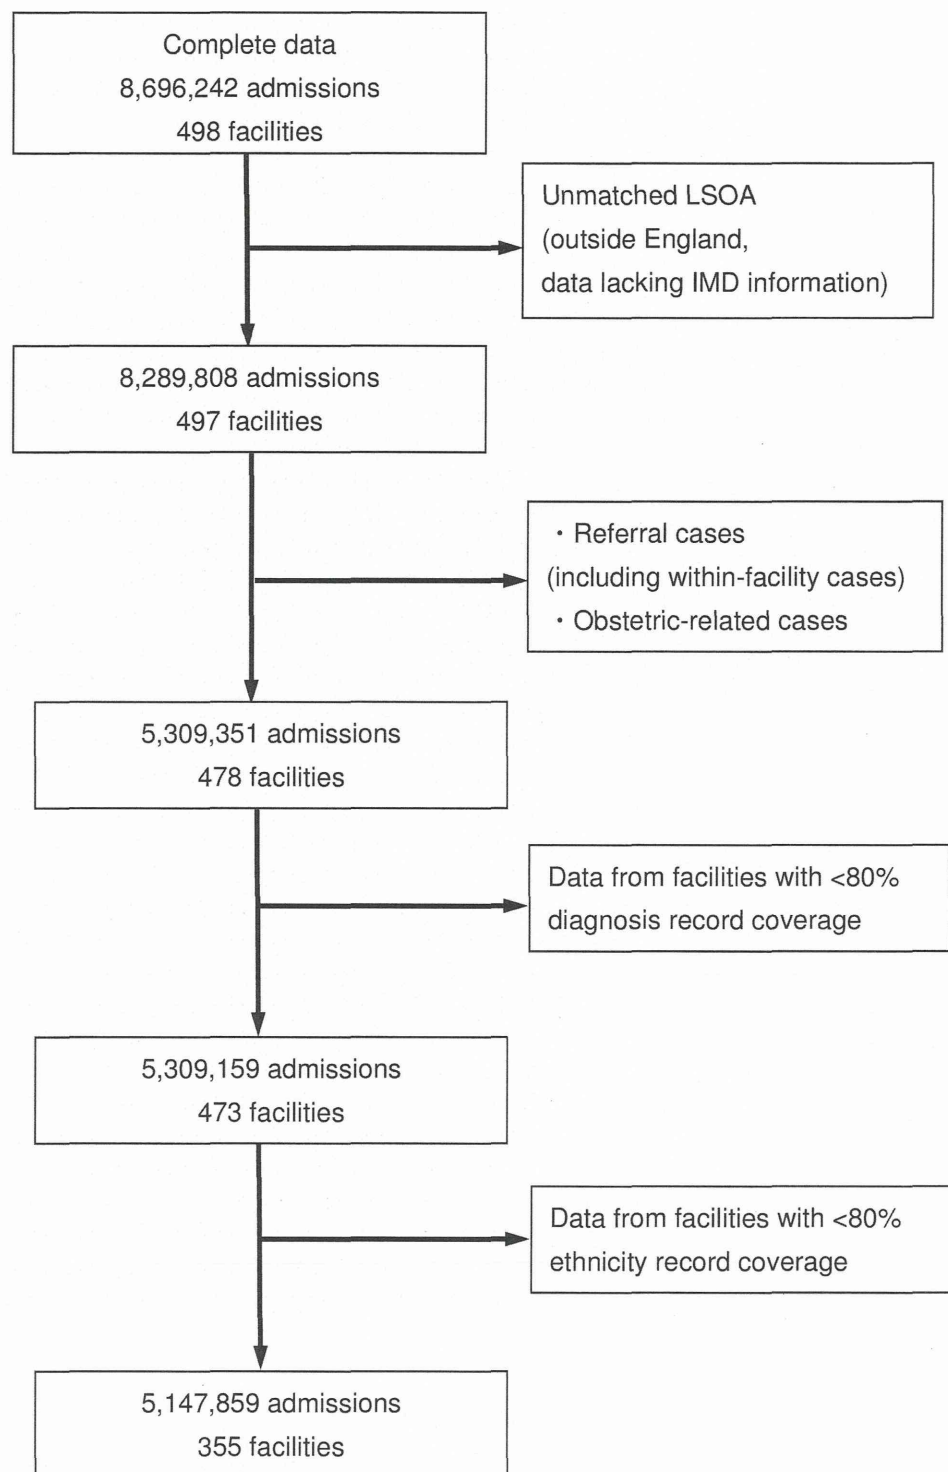 Complete data
8,696,242 admissions
498 facilities
Unmatched LSOA
(outside England,
data lacking IMD information)
8,289,808 admissions
497 facilities
・Referral cases
(including within-facility cases)
・Obstetric-related cases
5,309,351 admissions
478 facilities
Data from facilities with <80%
diagnosis record coverage
5,309,159 admissions
473 facilities
Data from facilities with <80%
ethnicity record coverage
5,147,859 admissions
355 facilities